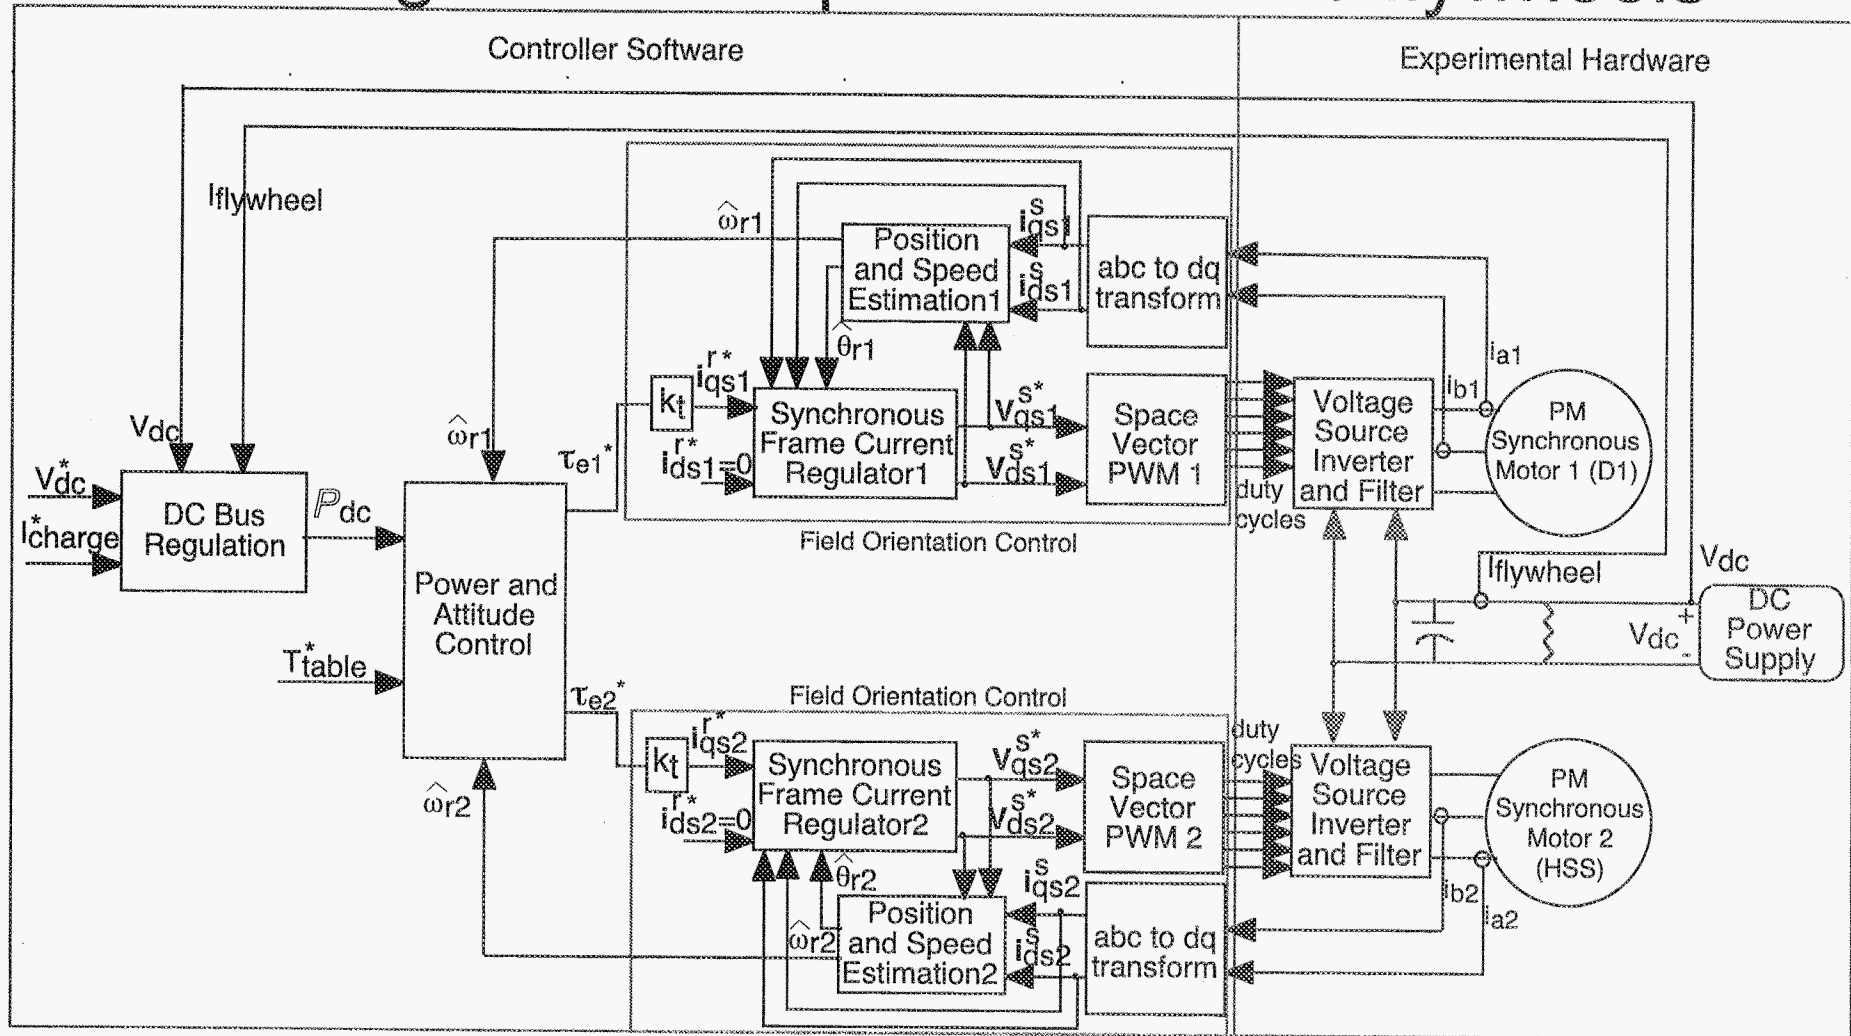 Controller Software
Experimental Hardware
Iflywheel
ω̂r1
i^s_qs1
Position
and Speed
Estimation1
i^s_ds1
abc to dq
transform
θ̂r1
ia1
ib1
i^r*_qs1
kt
Synchronous
Frame Current
Regulator1
i^r*_ds1=0
v^s*_qs1
v^s*_ds1
Space
Vector
PWM 1
duty
cycles
Voltage
Source
Inverter
and Filter
PM
Synchronous
Motor 1 (D1)
Field Orientation Control
Vdc
V*dc
I*charge
DC Bus
Regulation
Pdc
ω̂r1
τe1*
Power and
Attitude
Control
T*table
τe2*
ω̂r2
Iflywheel
Vdc
Vdc
+
-
DC
Power
Supply
Field Orientation Control
i^r*_qs2
kt
i^r*_ds2=0
Synchronous
Frame Current
Regulator2
v^s*_qs2
v^s*_ds2
Space
Vector
PWM 2
duty
cycles
Voltage
Source
Inverter
and Filter
PM
Synchronous
Motor 2
(HSS)
θ̂r2
ω̂r2
Position
and Speed
Estimation2
i^s_qs2
i^s_ds2
abc to dq
transform
ib2
ia2